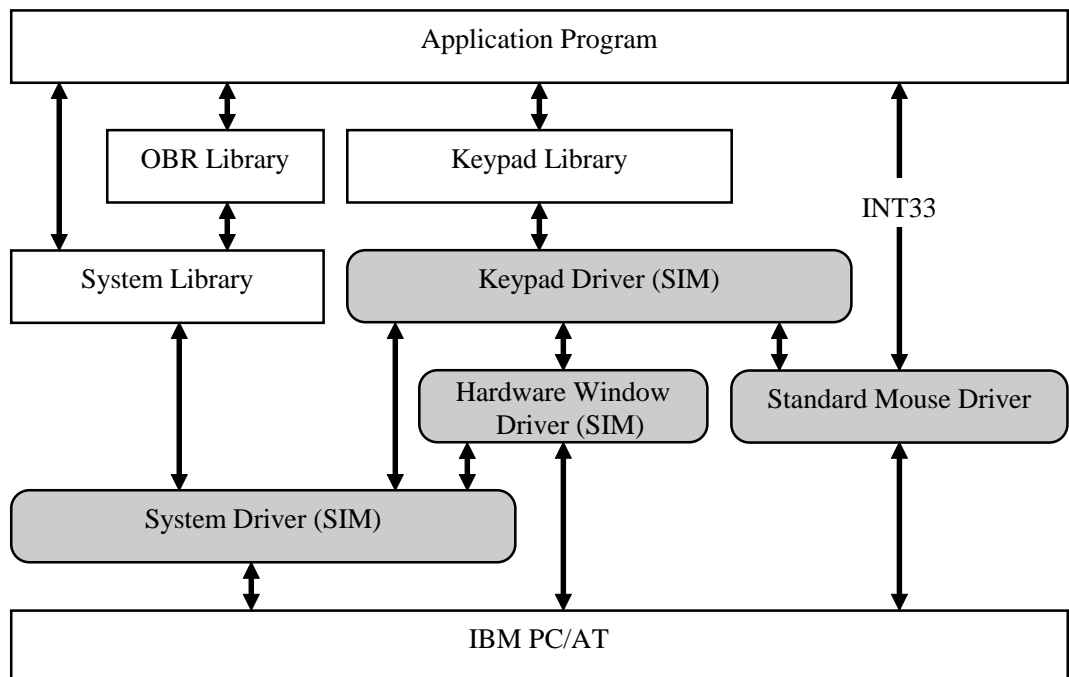 Application Program
OBR Library
Keypad Library
INT33
System Library
Keypad Driver (SIM)
Hardware Window
Driver (SIM)
Standard Mouse Driver
System Driver (SIM)
IBM PC/AT